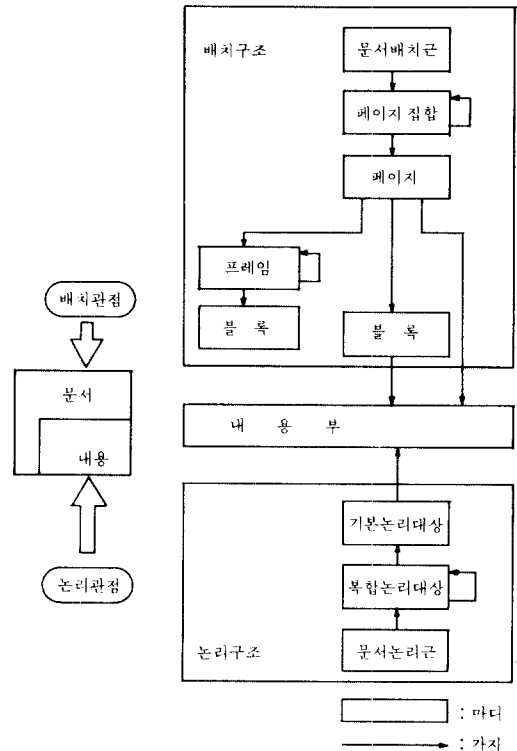 배치구조
문서배치근
페이지 집합
페이지
프레임
블록
블 록
배치관점
문서
내용
논리관점
내 용 부
기본논리대상
복합논리대상
문서논리근
논리구조
: 마디
: 가지